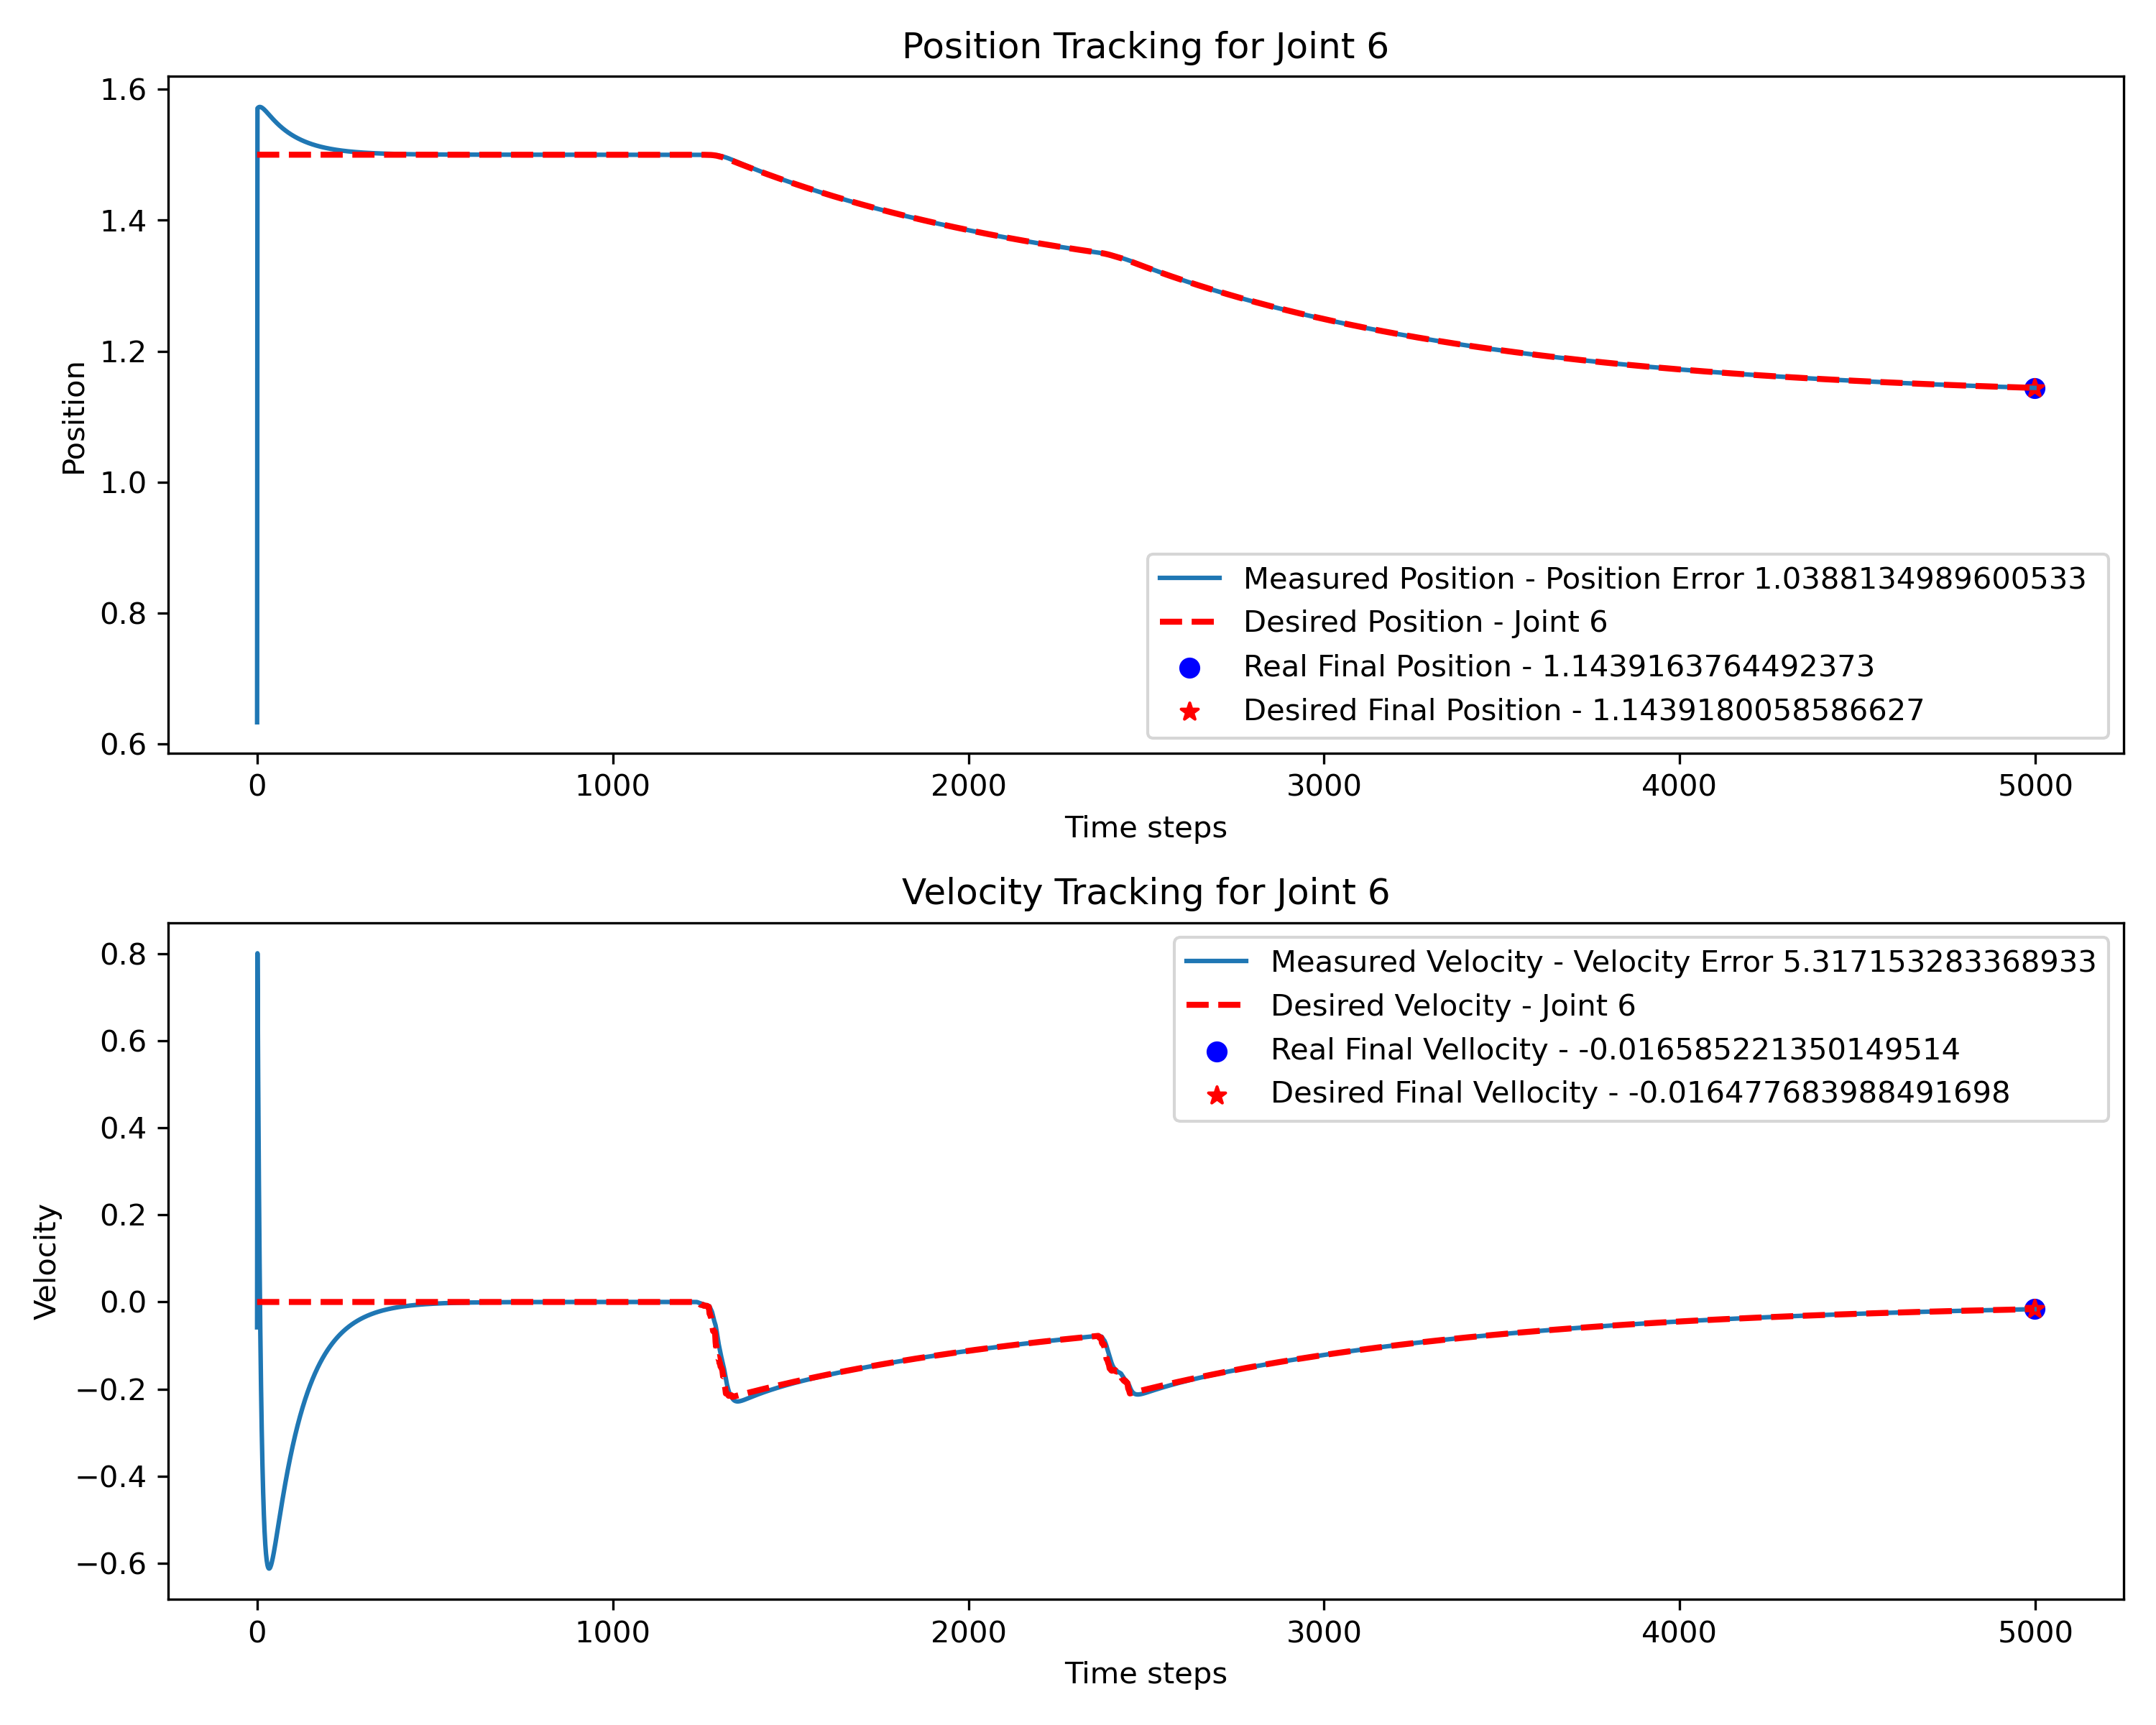 Position Tracking for Joint 6
1.6
1.4
1.2
1.0
0.8
0.6
Position
Measured Position - Position Error 1.0388134989600533
Desired Position - Joint 6
Real Final Position - 1.1439163764492373
Desired Final Position - 1.1439180058586627
0 1000 2000 3000 4000 5000
Time steps
Velocity Tracking for Joint 6
0.8
0.6
0.4
0.2
0.0
−0.2
−0.4
−0.6
Velocity
Measured Velocity - Velocity Error 5.317153283368933
Desired Velocity - Joint 6
Real Final Vellocity - -0.016585221350149514
Desired Final Vellocity - -0.016477683988491698
0 1000 2000 3000 4000 5000
Time steps